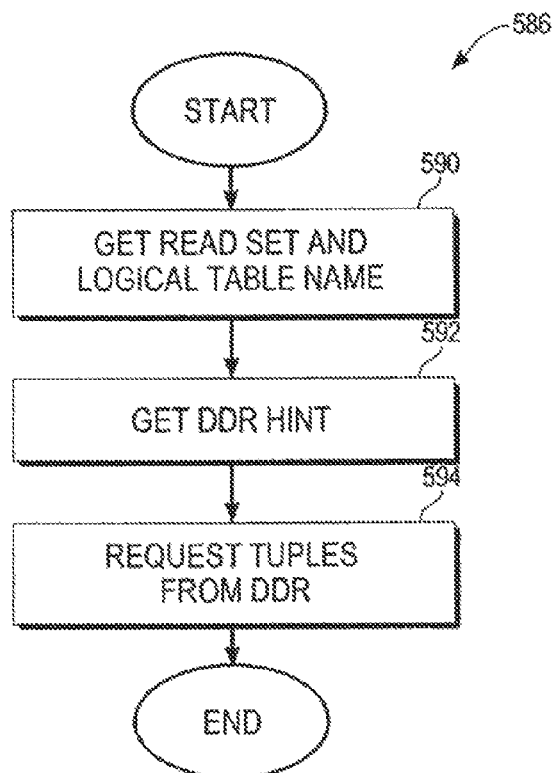 586
START
590
GET READ SET AND
LOGICAL TABLE NAME
592
GET DDR HINT
594
REQUEST TUPLES
FROM DDR
END